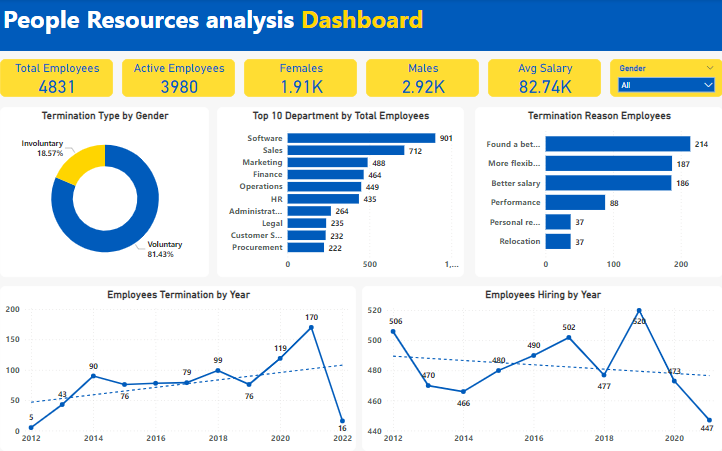 People Resources analysis Dashboard
Total Employees
4831
Active Employees
3980
Females
1.91K
Males
2.92K
Avg Salary
82.74K
Gender
All
Termination Type by Gender
Involuntary
18.57%
Voluntary
81.43%
Top 10 Department by Total Employees
Software 901
Sales 712
Marketing 488
Finance 464
Operations 449
HR 435
Administrat... 264
Legal 235
Customer S... 232
Procurement 222
0 500 1,...
Termination Reason Employees
Found a bet... 214
More flexib... 187
Better salary 186
Performance 88
Personal re... 37
Relocation 37
0 100 200
Employees Termination by Year
200
150
100
50
0
5
43
90
76
79
99
76
119
170
16
2012 2014 2016 2018 2020 2022
Employees Hiring by Year
520
500
480
460
440
506
470
466
480
490
502
477
520
473
447
2012 2014 2016 2018 2020